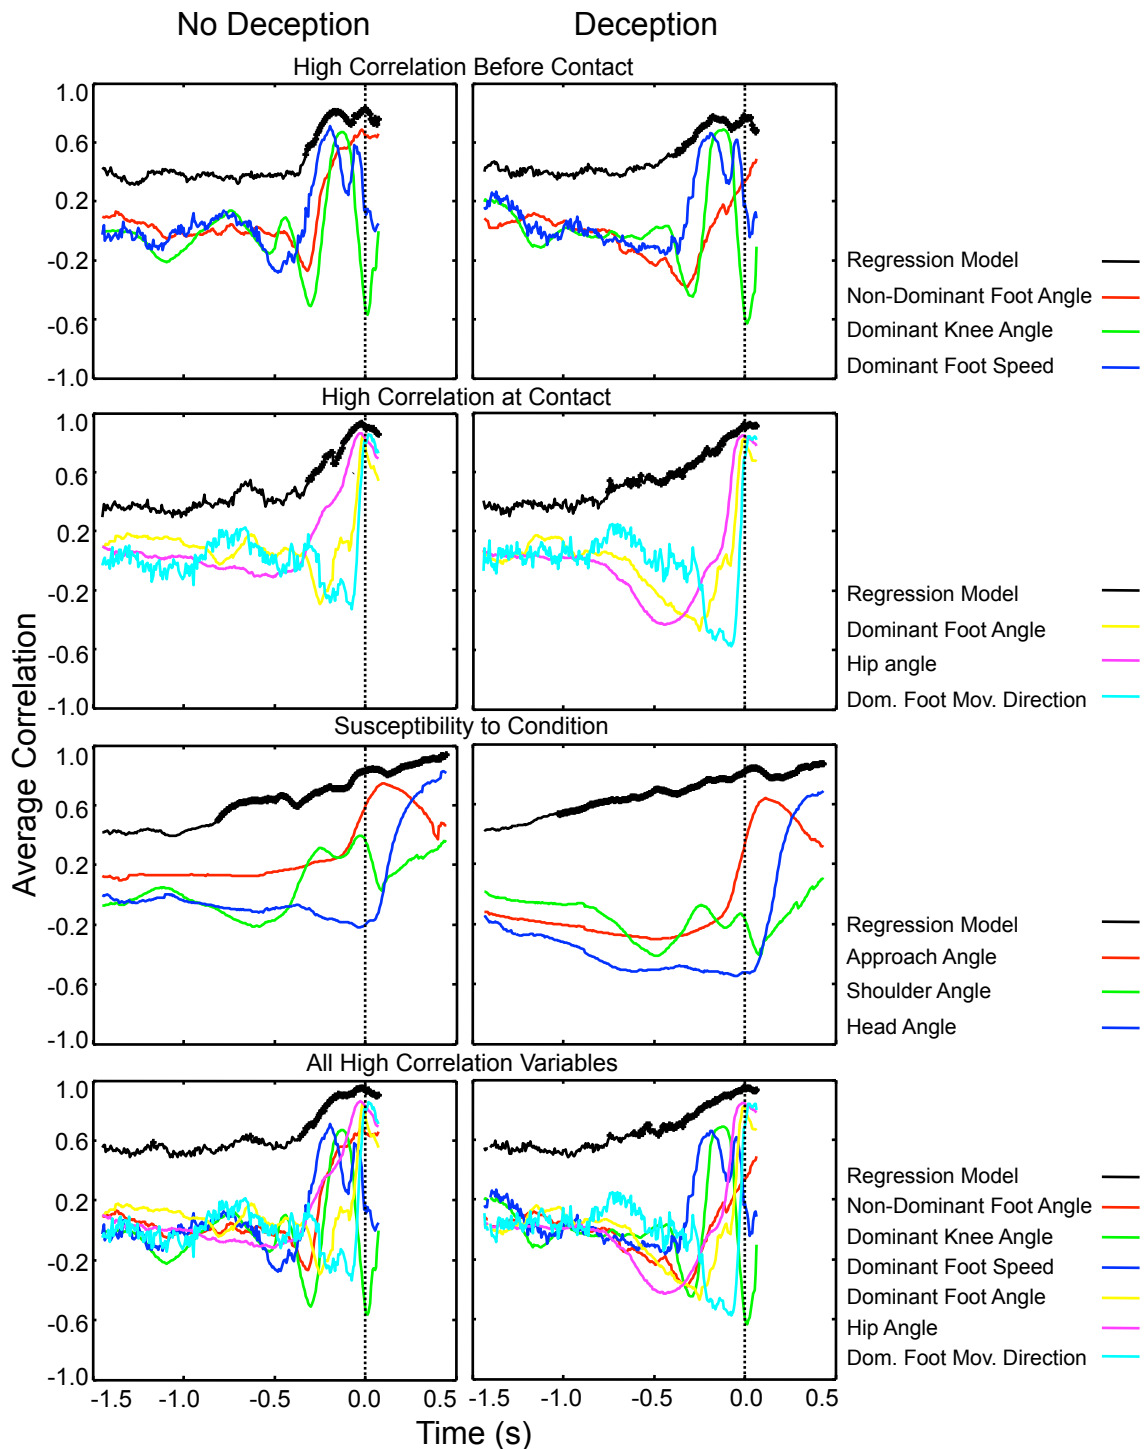 No Deception
Deception
High Correlation Before Contact
1.0
0.6
0.2
-0.2
-0.6
-1.0
Regression Model
Non-Dominant Foot Angle
Dominant Knee Angle
Dominant Foot Speed
High Correlation at Contact
1.0
0.6
0.2
-0.2
-0.6
-1.0
Regression Model
Dominant Foot Angle
Hip angle
Dom. Foot Mov. Direction
Average Correlation
Susceptibility to Condition
1.0
0.6
0.2
-0.2
-0.6
-1.0
Regression Model
Approach Angle
Shoulder Angle
Head Angle
All High Correlation Variables
1.0
0.6
0.2
-0.2
-0.6
-1.0
Regression Model
Non-Dominant Foot Angle
Dominant Knee Angle
Dominant Foot Speed
Dominant Foot Angle
Hip Angle
Dom. Foot Mov. Direction
-1.5 -1.0 -0.5 0.0 0.5
-1.5 -1.0 -0.5 0.0 0.5
Time (s)